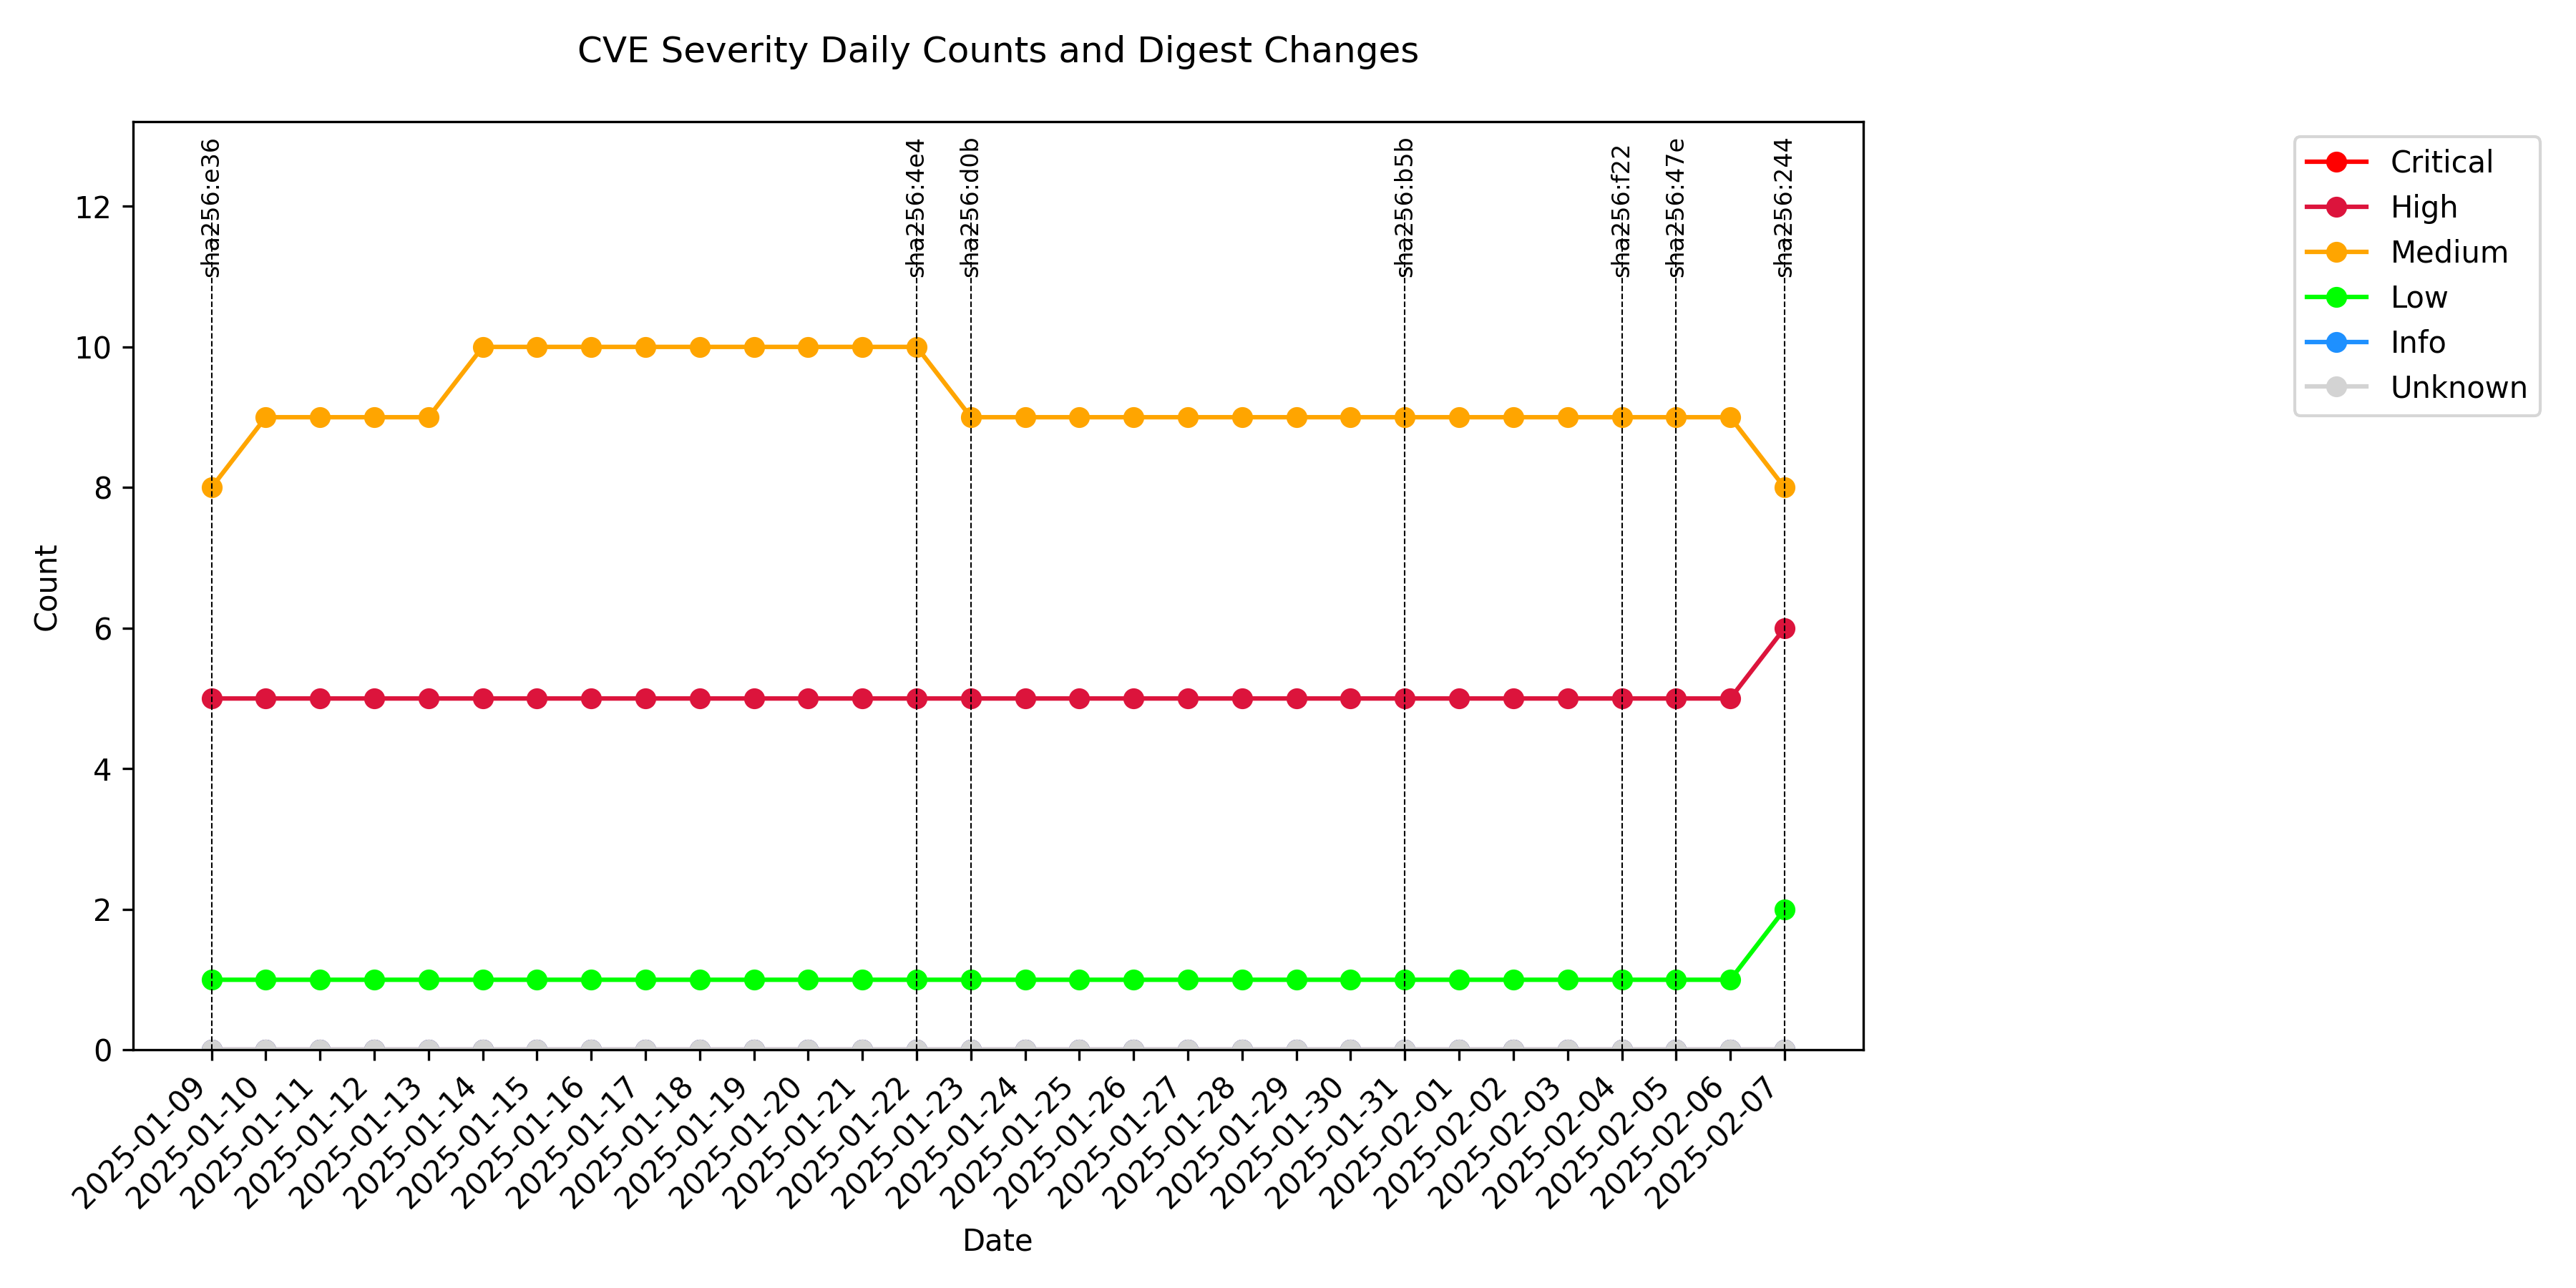 CVE Severity Daily Counts and Digest Changes
sha256:e36
sha256:4e4
sha256:d0b
sha256:b5b
sha256:f22
sha256:47e
sha256:244
Critical
High
Medium
Low
Info
Unknown
12
10
8
6
4
2
0
Count
2025-01-09
2025-01-10
2025-01-11
2025-01-12
2025-01-13
2025-01-14
2025-01-15
2025-01-16
2025-01-17
2025-01-18
2025-01-19
2025-01-20
2025-01-21
2025-01-22
2025-01-23
2025-01-24
2025-01-25
2025-01-26
2025-01-27
2025-01-28
2025-01-29
2025-01-30
2025-01-31
2025-02-01
2025-02-02
2025-02-03
2025-02-04
2025-02-05
2025-02-06
2025-02-07
Date